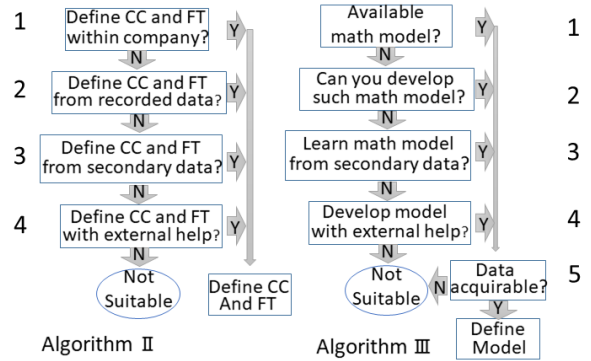 1
Define CC and FT
within company?
Y
N
2
Define CC and FT
from recorded data?
Y
N
3
Define CC and FT
from secondary data?
Y
N
4
Define CC and FT
with external help?
Y
N
Not
Suitable
Define CC
And FT
Algorithm Ⅱ
Available
math model?
Y
1
N
Can you develop
such math model?
Y
2
N
Learn math model
from secondary data?
Y
3
N
Develop model
with external help?
Y
4
N
Not
Suitable
N
Data
acquirable?
5
Y
Define
Model
Algorithm Ⅲ